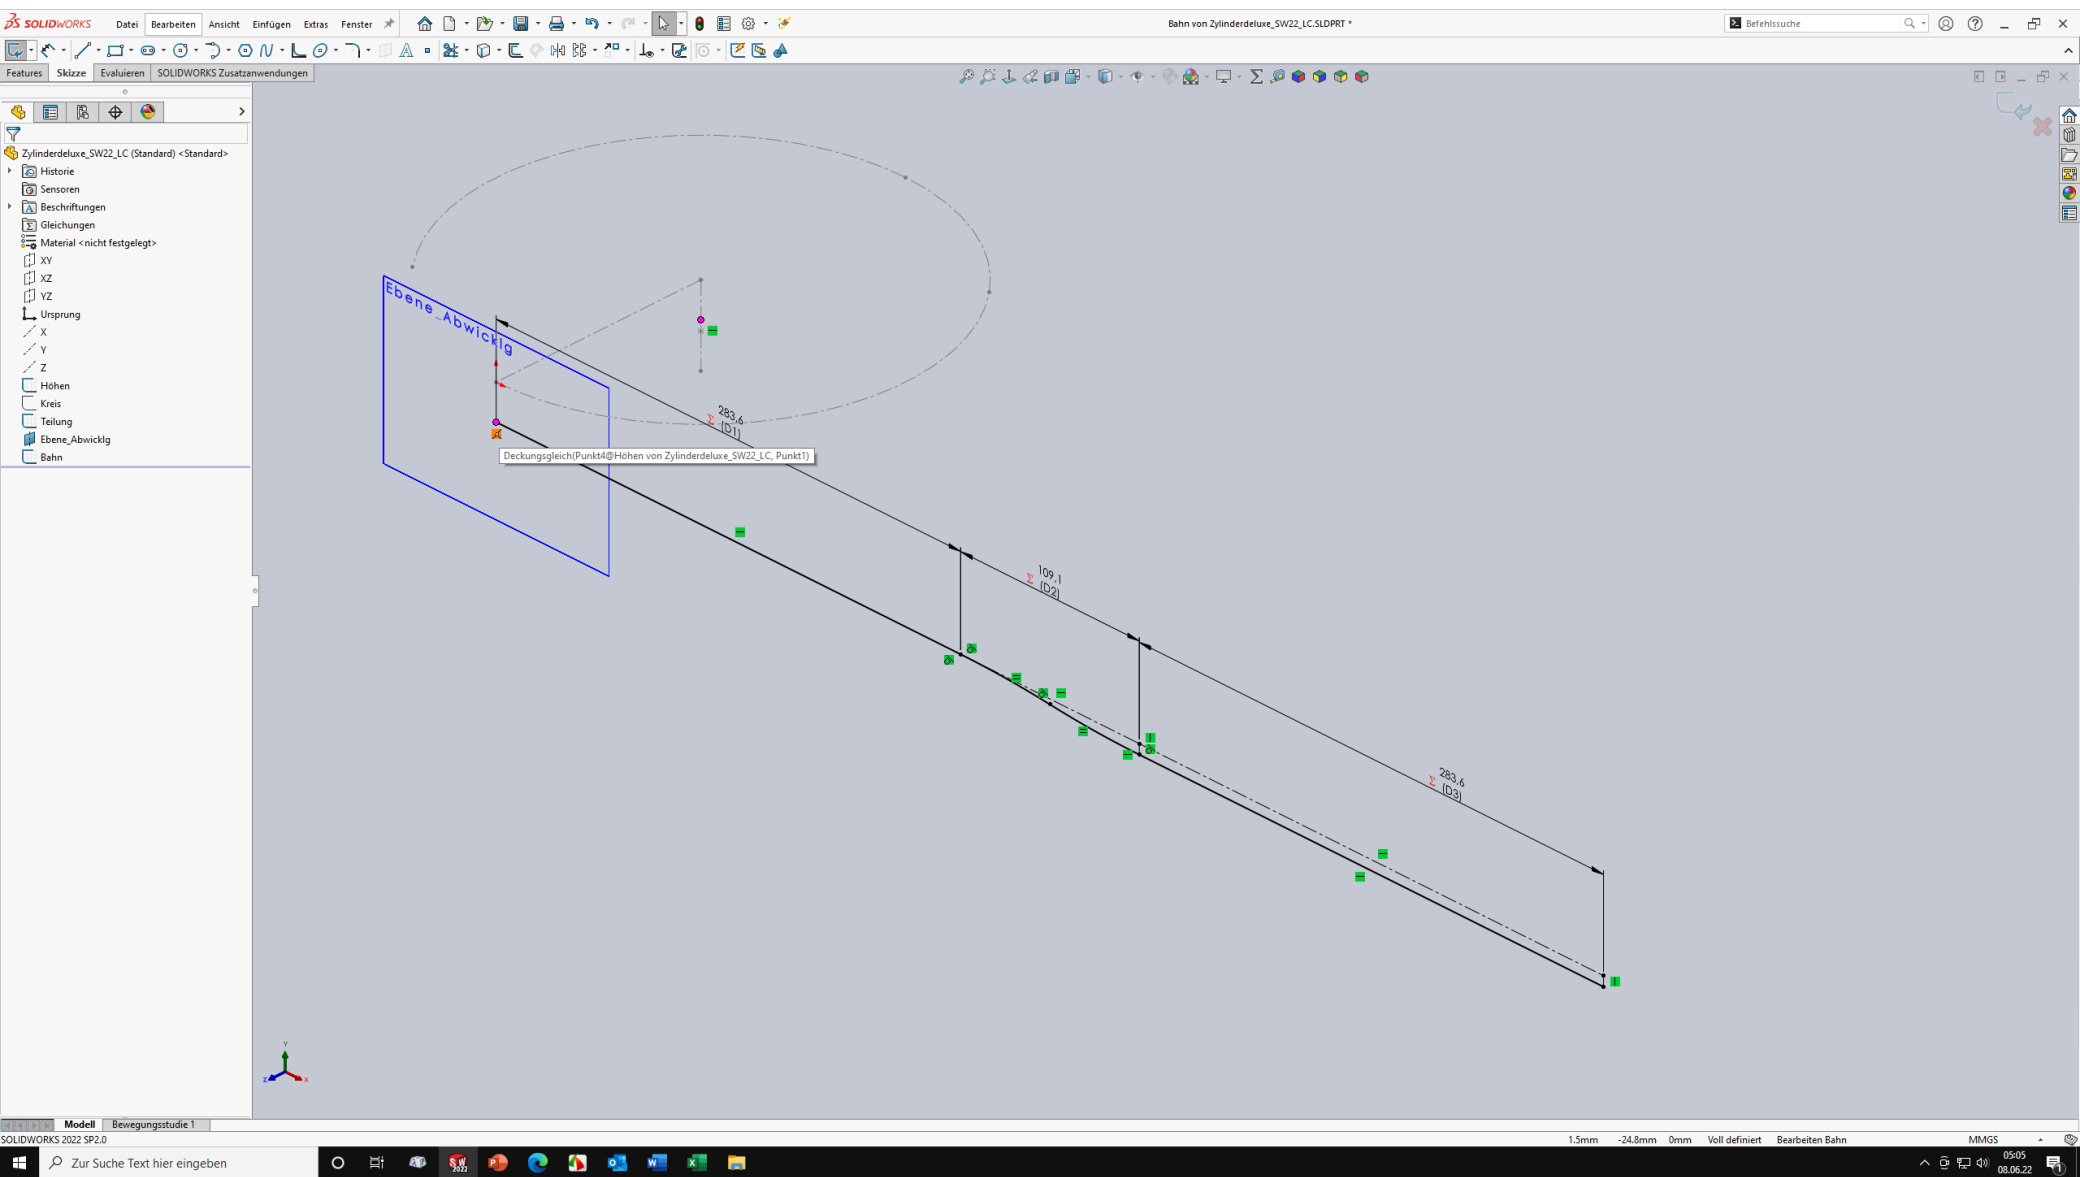 SOLIDWORKS
Datei Bearbeiten Ansicht Einfügen Extras Fenster
Bahn von Zylinderdeluxe_SW22_LC.SLDPRT *
Befehlssuche
Features Skizze Evaluieren SOLIDWORKS Zusatzanwendungen
Zylinderdeluxe_SW22_LC (Standard) <Standard>
Historie
Sensoren
Beschriftungen
Gleichungen
Material <nicht festgelegt>
XY
XZ
YZ
Ursprung
X
Y
Z
Höhen
Kreis
Teilung
Ebene_Abwicklg
Bahn
Ebene_Abwicklg
Σ 283,6
(D1)
Deckungsgleich(Punkt4@Höhen von Zylinderdeluxe_SW22_LC, Punkt1)
Σ 109,1
(D2)
Σ 283,6
(D3)
Y
Z X
Modell Bewegungsstudie 1
SOLIDWORKS 2022 SP2.0
1.5mm -24.8mm 0mm Voll definiert Bearbeiten Bahn MMGS
Zur Suche Text hier eingeben
05:05
08.06.22